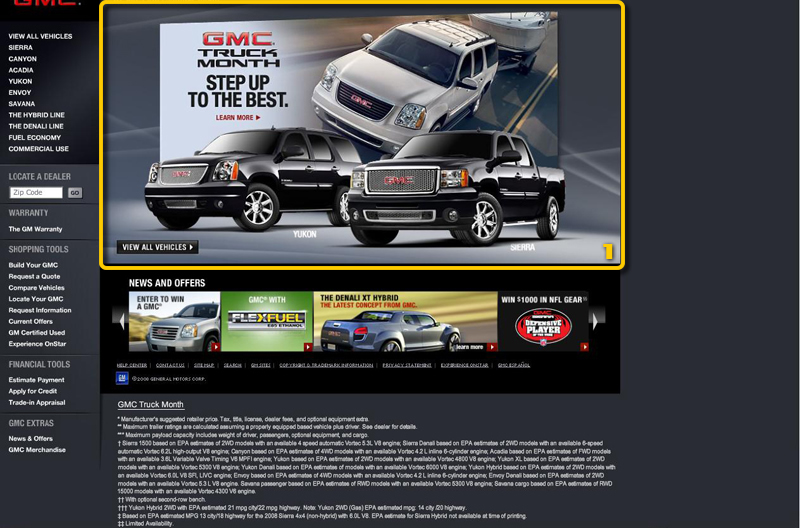 GMC
VIEW ALL VEHICLES
SIERRA
CANYON
ACADIA
YUKON
ENVOY
SAVANA
THE HYBRID LINE
THE DENALI LINE
FUEL ECONOMY
COMMERCIAL USE
LOCATE A DEALER
Zip Code GO
WARRANTY
The GM Warranty
SHOPPING TOOLS
Build Your GMC
Request a Quote
Compare Vehicles
Locate Your GMC
Request Information
Current Offers
GM Certified Used
Experience OnStar
FINANCIAL TOOLS
Estimate Payment
Apply for Credit
Trade-in Appraisal
GMC EXTRAS
News & Offers
GMC Merchandise
GMC
TRUCK
MONTH
STEP UP
TO THE BEST.
LEARN MORE
YUKON
SIERRA
VIEW ALL VEHICLES
1
NEWS AND OFFERS
ENTER TO WIN
A GMC
GMC WITH
FLEXFUEL
E85 ETHANOL
THE DENALI XT HYBRID
THE LATEST CONCEPT FROM GMC.
learn more
WIN $1000 IN NFL GEAR
GMC
DEFENSIVE
PLAYER
HELP CENTER | CONTACT US | SITE MAP | SEARCH | GM SITES | COPYRIGHT & TRADEMARK INFORMATION | PRIVACY STATEMENT | EXPERIENCE ONSTAR | GMC ESPAÑOL
GM ©2008 GENERAL MOTORS CORP.
GMC Truck Month
* Manufacturer's suggested retailer price. Tax, title, license, dealer fees, and optional equipment extra.
** Maximum trailer ratings are calculated assuming a properly equipped based vehicle plus driver. See dealer for details.
*** Maximum payload capacity includes weight of driver, passengers, optional equipment, and cargo.
† Sierra 1500 based on EPA estimates of 2WD models with an available 4 speed automatic Vortec 5.3L V8 engine; Sierra Denali based on EPA estimates of 2WD models with an available 6-speed
automatic Vortec 6.2L high-output V8 engine; Canyon based on EPA estimates of 4WD models with an available Vortec 4.2 L Inline 6-cylinder engine; Acadia based on EPA estimates of FWD models
with an available 3.6L Variable Valve Timing V6 MPFI engine; Yukon based on EPA estimates of 2WD models with an available Vortec 4800 V8 engine; Yukon XL based on EPA estimates of 2WD
models with an available Vortec 5300 V8 engine; Yukon Denali based on EPA estimates of models with an available Vortec 6000 V8 engine; Yukon Hybrid based on EPA estimates of 2WD models with
an available Vortec 6.0L V8 SFI, LIVC engine; Envoy based on EPA estimates of 4WD models with an available Vortec 4.2 L Inline 6-cylinder engine; Envoy Denali based on EPA estimates of 4WD
models with an available Vortec 5.3 L V8 engine. Savana passenger based on EPA estimates of RWD models with an available Vortec 5300 V8 engine; Savana cargo based on EPA estimates of RWD
15000 models with an available Vortec 4300 V6 engine.
†† With optional second-row bench.
††† Yukon Hybrid 2WD with EPA estimated 21 mpg city/22 mpg highway. Note: Yukon 2WD (Gas) EPA estimated mpg: 14 city /20 highway.
‡ Based on EPA estimated MPG 13 city/18 highway for the 2008 Sierra 4x4 (non-hybrid) with 6.0L V8. EPA estimate for Sierra Hybrid not available at time of printing.
‡‡ Limited Availability.